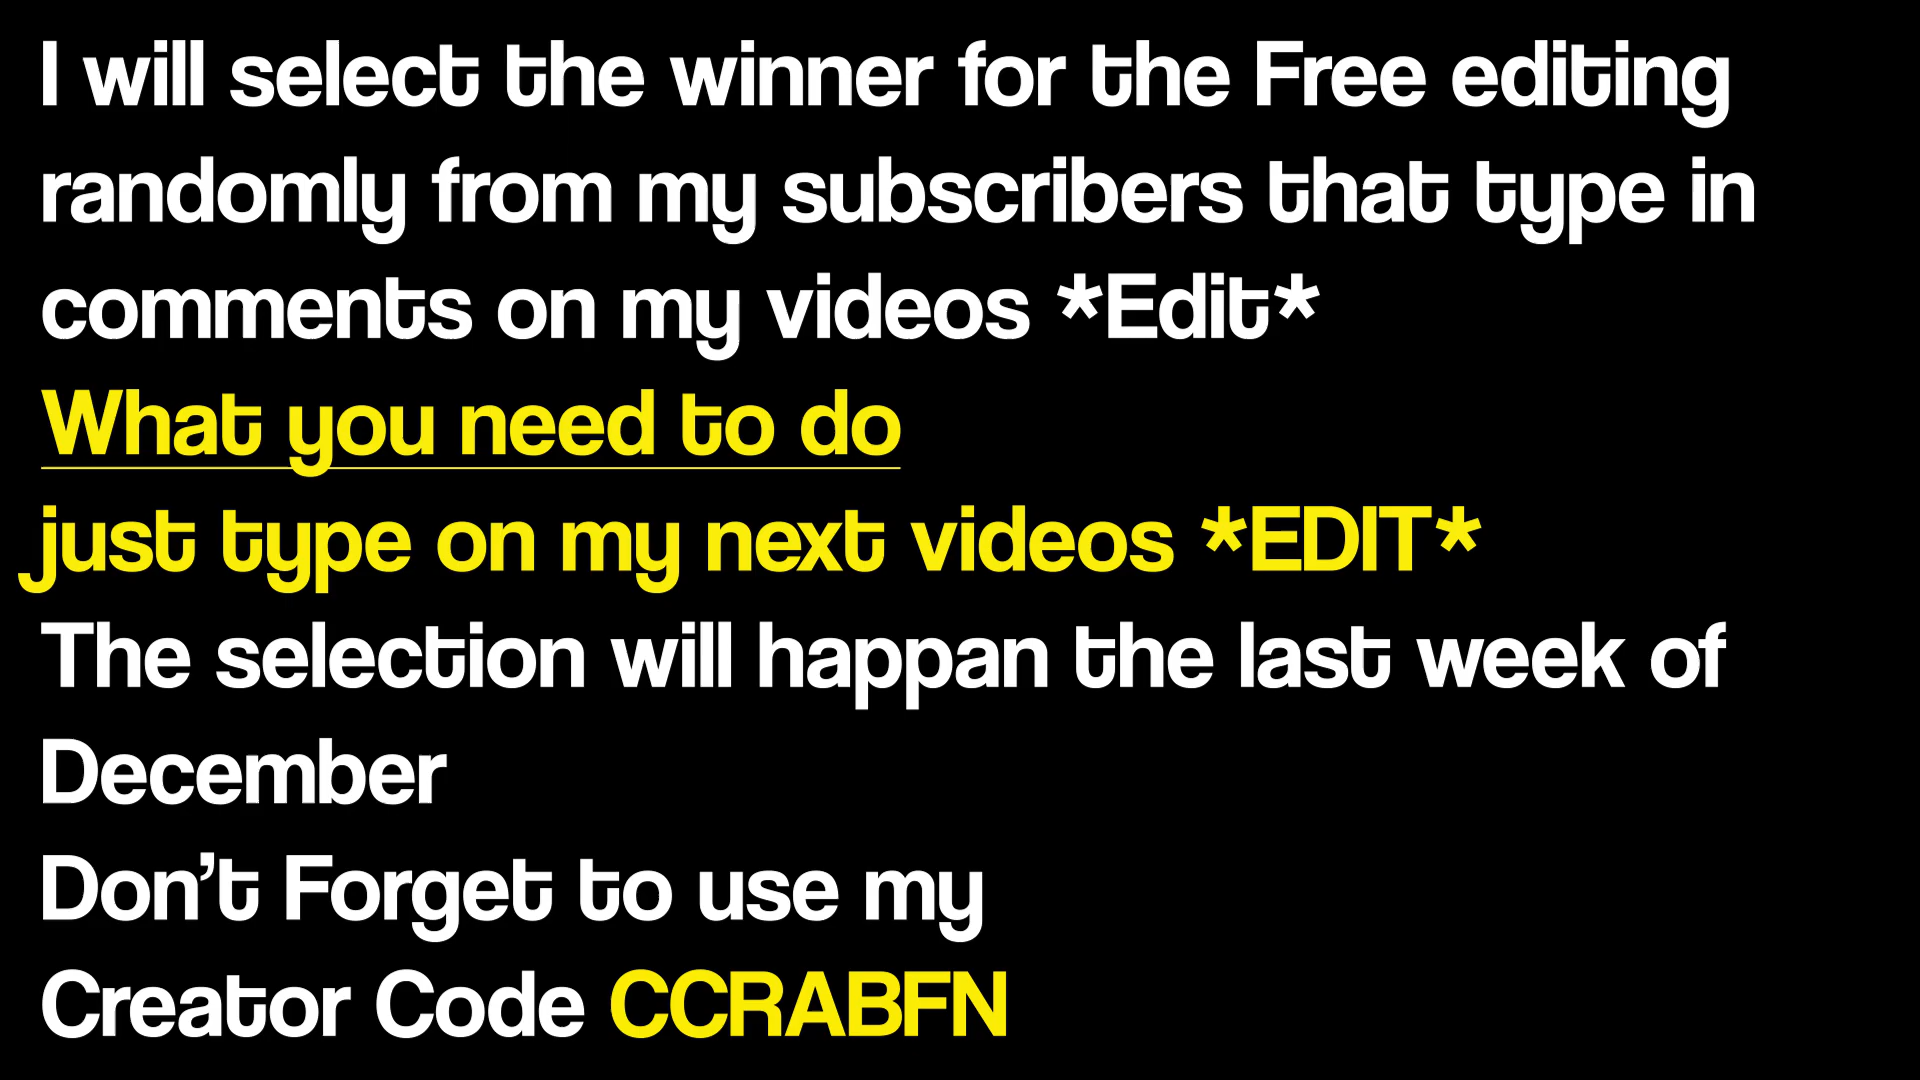 I will select the winner for the Free editing
randomly from my subscribers that type in
comments on my videos *Edit*
What you need to do
just type on my next videos *EDIT*
The selection will happan the last week of
December
Don’t Forget to use my
Creator Code CCRABFN